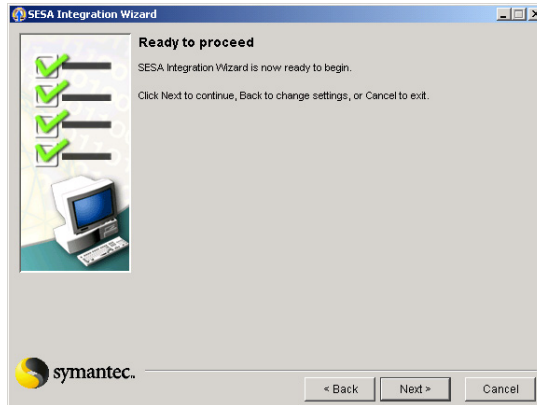 SESA Integration Wizard
Ready to proceed
SESA Integration Wizard is now ready to begin.
Click Next to continue, Back to change settings, or Cancel to exit.
symantec.
< Back
Next >
Cancel